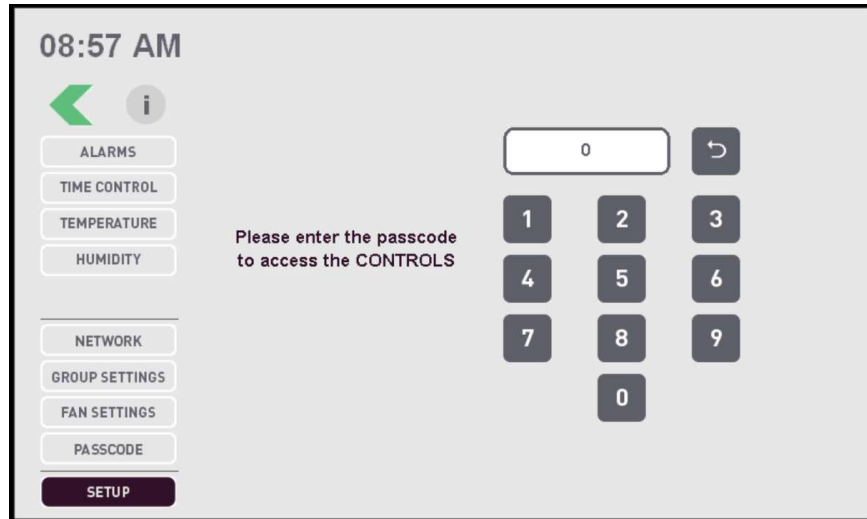 08:57 AM
i
ALARMS
TIME CONTROL
TEMPERATURE
HUMIDITY
NETWORK
GROUP SETTINGS
FAN SETTINGS
PASSCODE
SETUP
Please enter the passcode
to access the CONTROLS
0
1 2 3
4 5 6
7 8 9
0